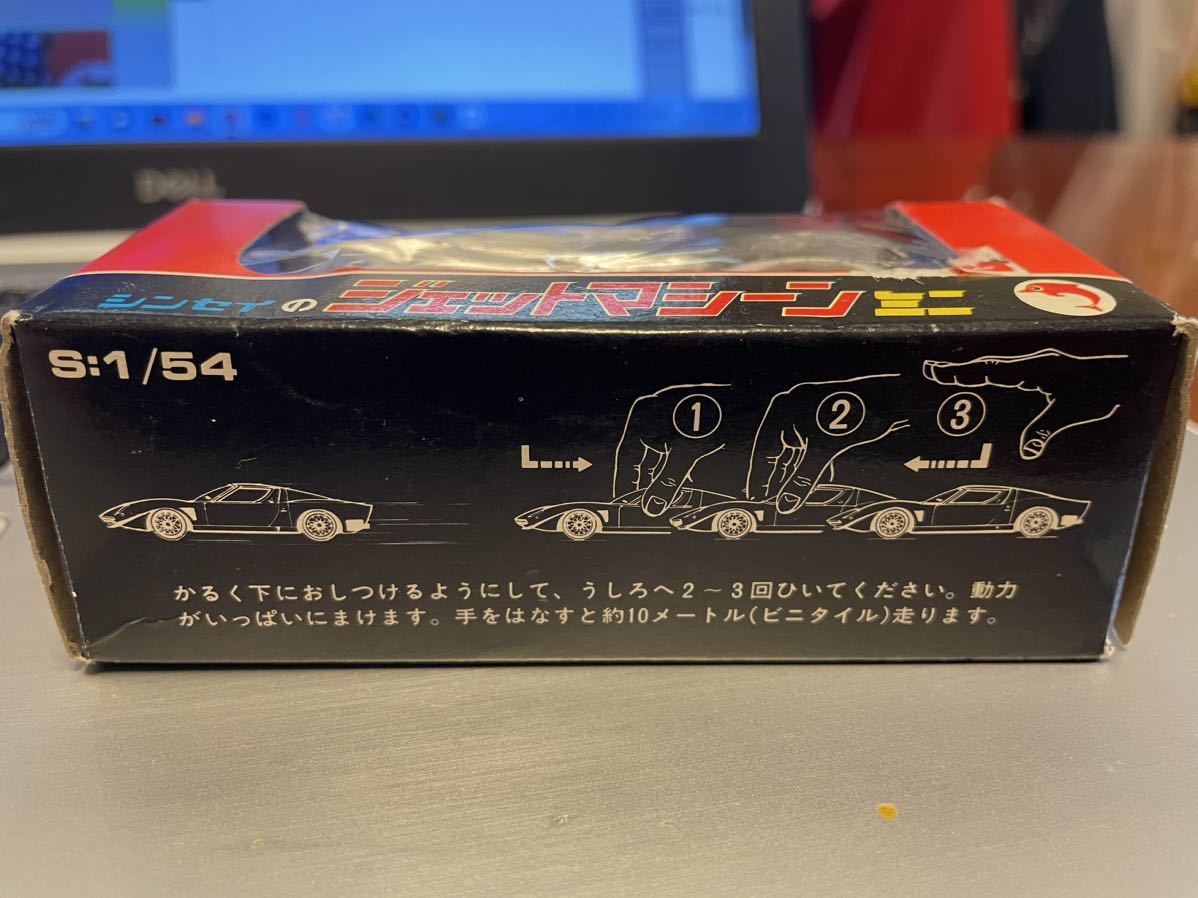 DELL
シンセイの ジェットマシーン ミニ
S:1/54
1 2 3
かるく下におしつけるようにして、うしろへ2〜3回ひいてください。動力
がいっぱいにまけます。手をはなすと約10メートル(ビニタイル)走ります。